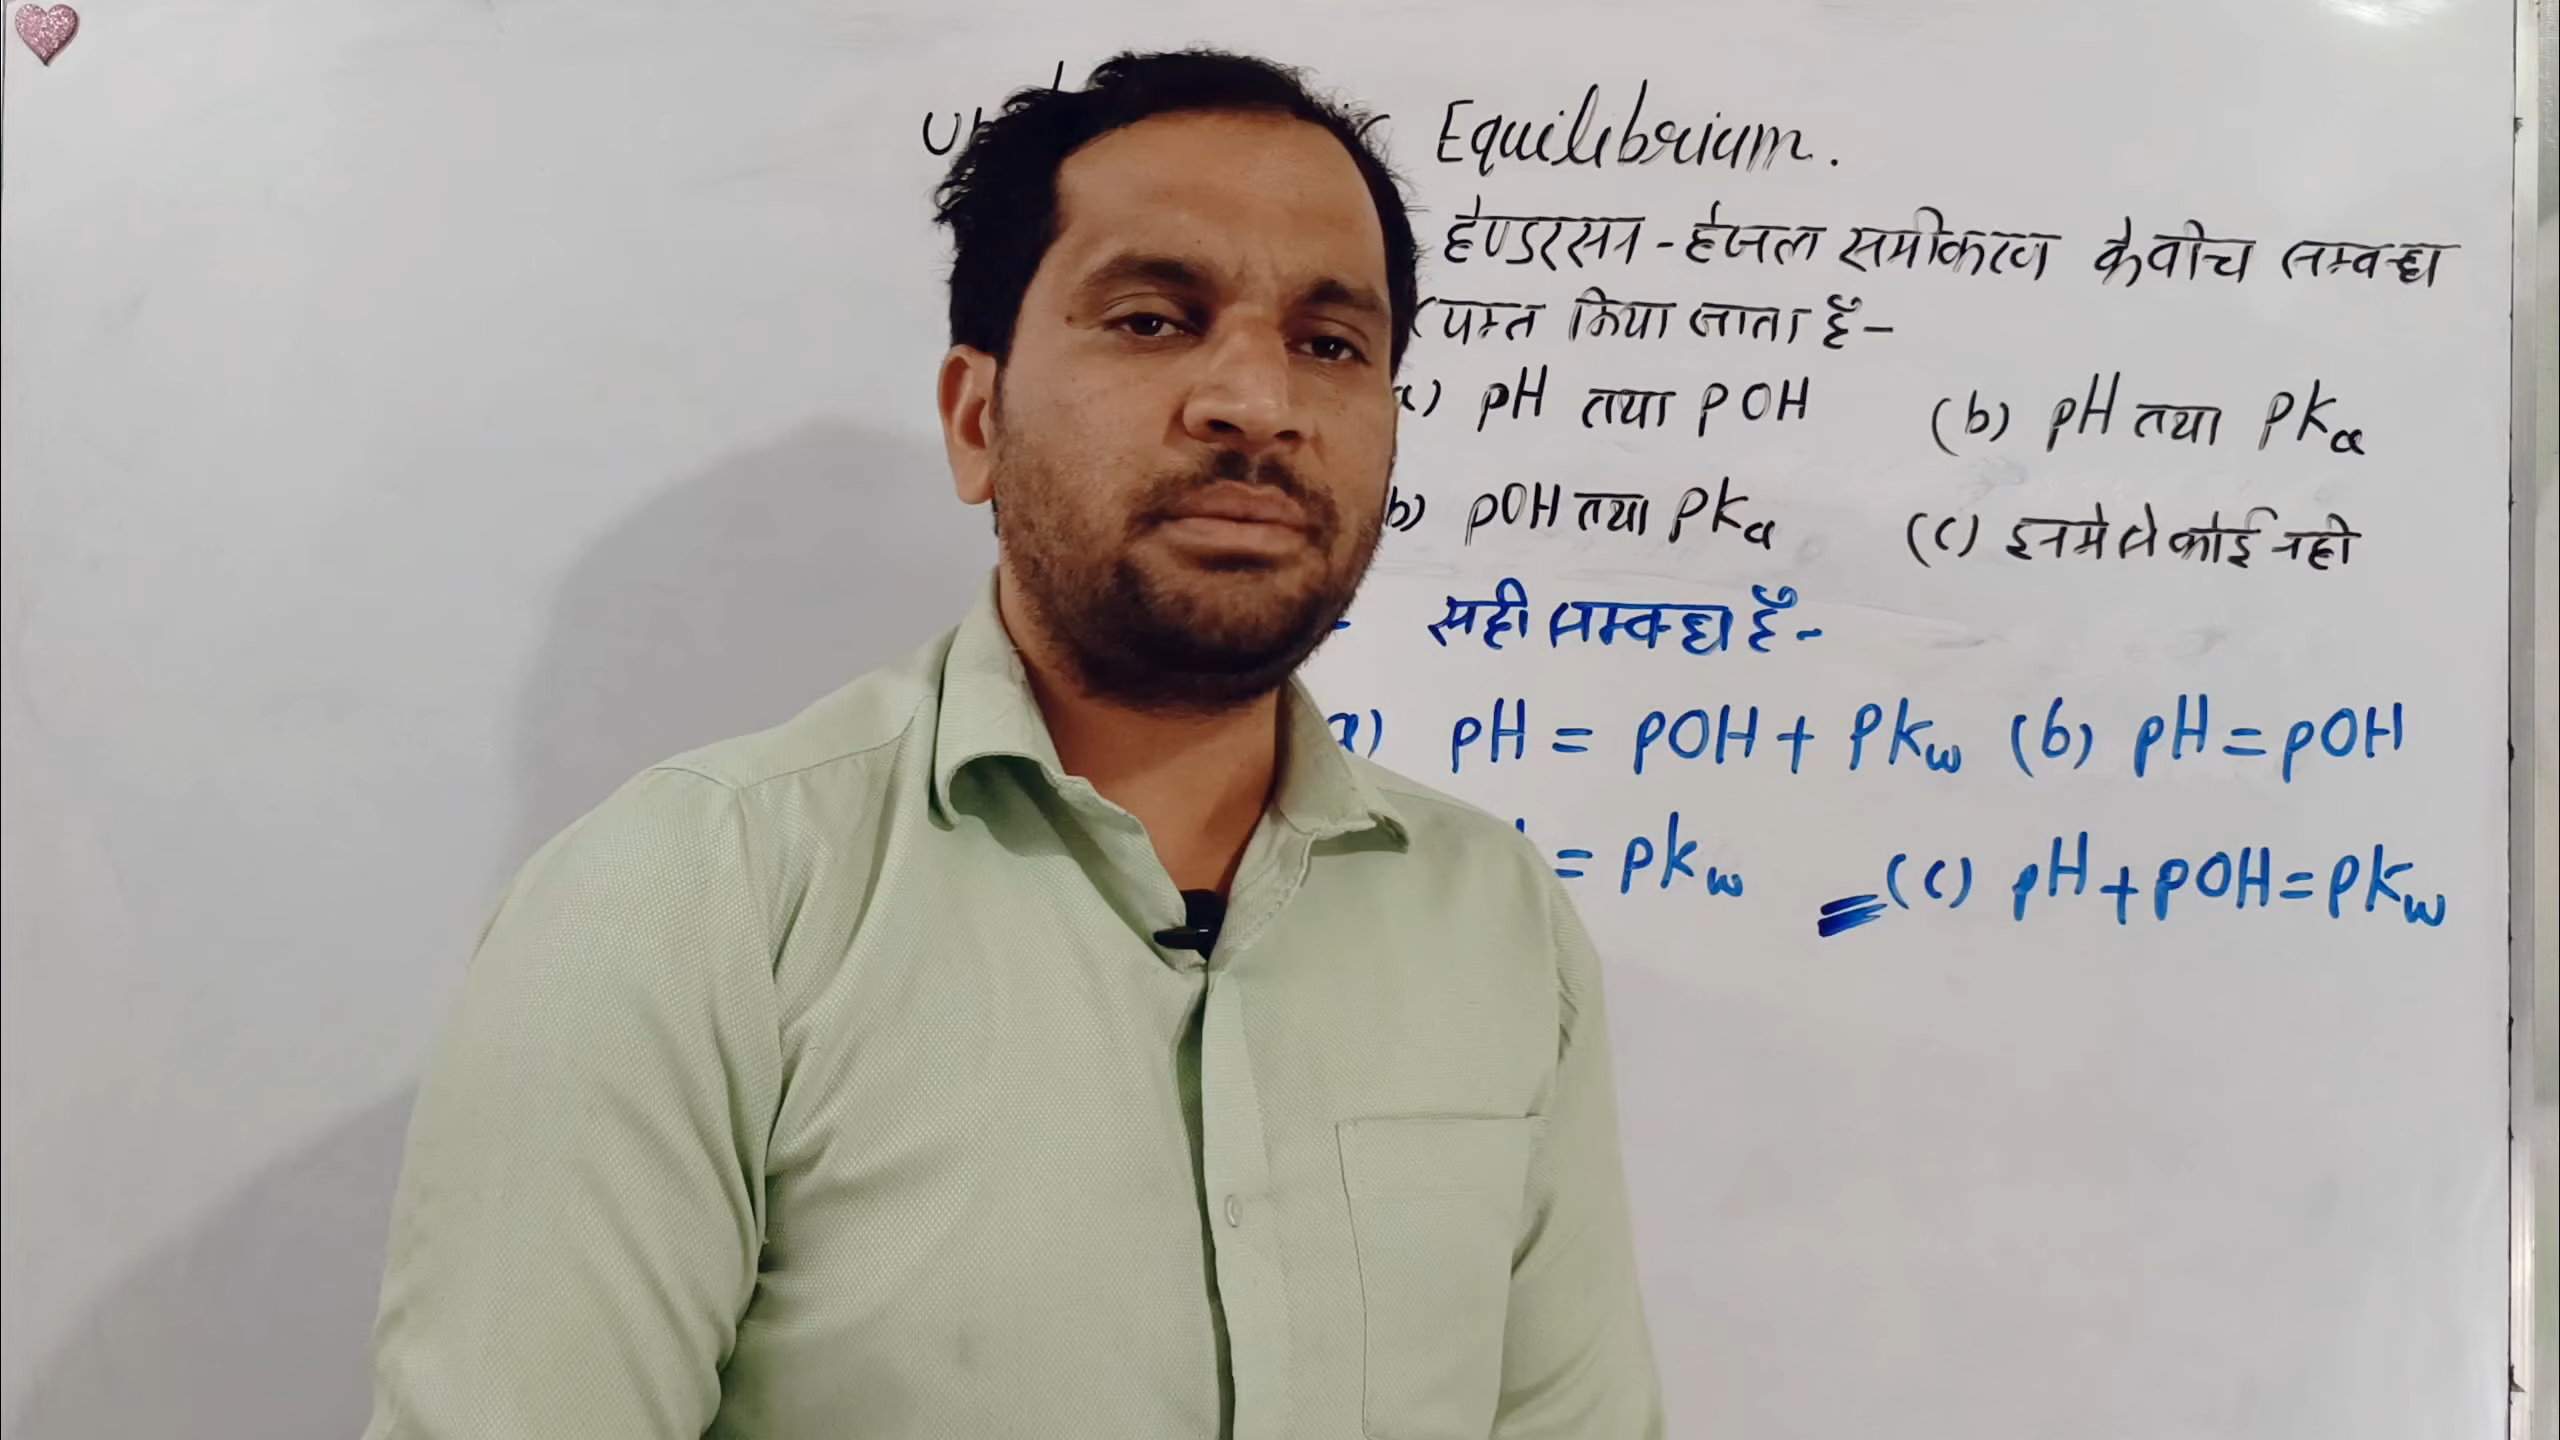 Equilibrium.
हेण्डरसन - हेजल समीकरण के बीच सम्बन्ध
किया जाता है -
a) pH तथा pOH (b) pH तथा pKa
b) pOH तथा pKa (c) इनमे से कोई नही
- सही सम्बन्ध है -
a) pH = pOH + pKw (b) pH = pOH
= pKw (c) pH + pOH = pKw